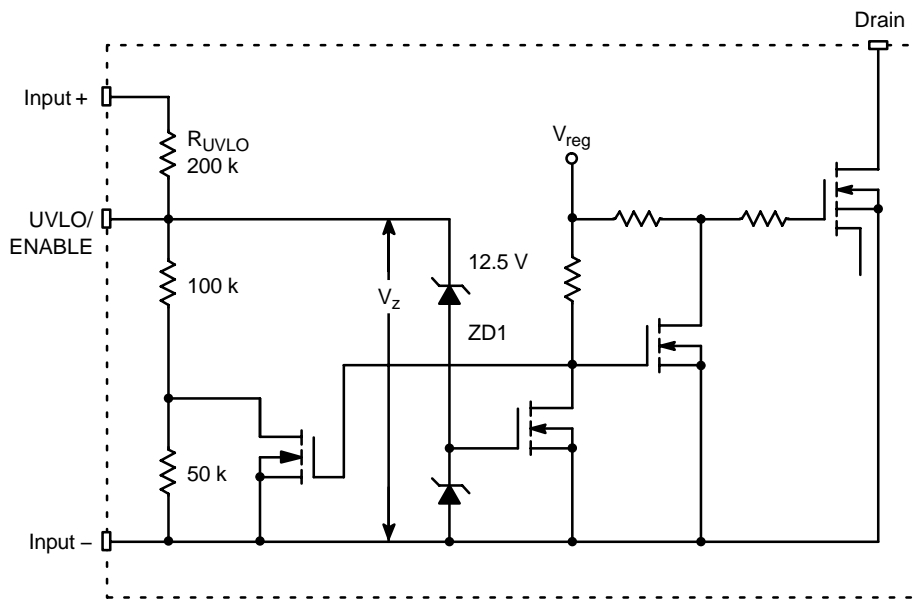 Drain
Input +
R_UVLO
200 k
V_reg
UVLO/
ENABLE
12.5 V
100 k
V_z
ZD1
50 k
Input –